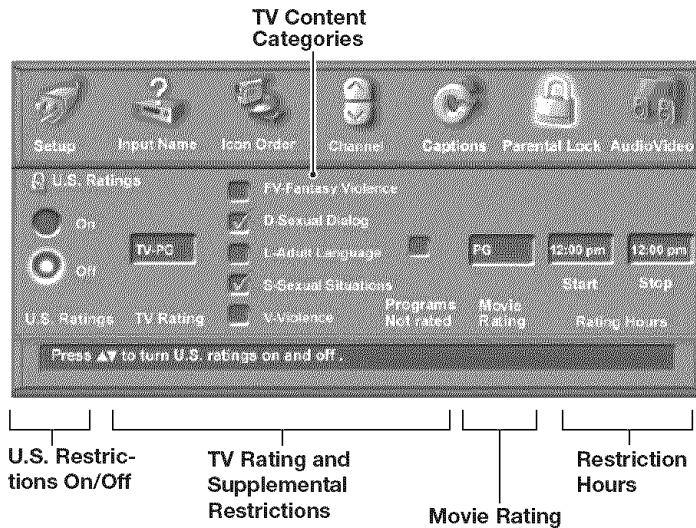 TV Content
Categories
Setup
Input Name
Icon Order
Channel
Captions
Parental Lock
AudioVideo
U.S. Ratings
On
Off
U.S. Ratings
TV-PG
TV Rating
FV-Fantasy Violence
D-Sexual Dialog
L-Adult Language
S-Sexual Situations
V-Violence
Programs
Not rated
PG
Movie
Rating
12:00 pm
12:00 pm
Start
Stop
Rating Hours
Press ▲▼ to turn U.S. ratings on and off .
U.S. Restric-
tions On/Off
TV Rating and
Supplemental
Restrictions
Movie Rating
Restriction
Hours